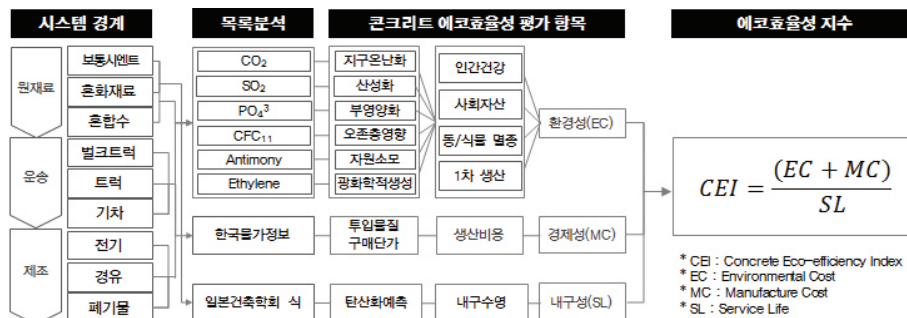 시스템 경계
목록분석
콘크리트 에코효율성 평가 항목
에코효율성 지수
원재료
보통시멘트
혼화재료
혼합수
운송
벌크트럭
트럭
기차
제조
전기
경유
폐기물
CO₂
SO₂
PO₄³
CFC₁₁
Antimony
Ethylene
한국물가정보
일본건축학회 식
지구온난화
산성화
부영양화
오존층영향
자원소모
광화학적생성
투입물질
구매단가
탄산화예측
인간건강
사회자산
동/식물 멸종
1차 생산
생산비용
내구수명
환경성(EC)
경제성(MC)
내구성(SL)
CEI = (EC + MC) / SL
* CEI : Concrete Eco-efficiency Index
* EC : Environmental Cost
* MC : Manufacture Cost
* SL : Service Life